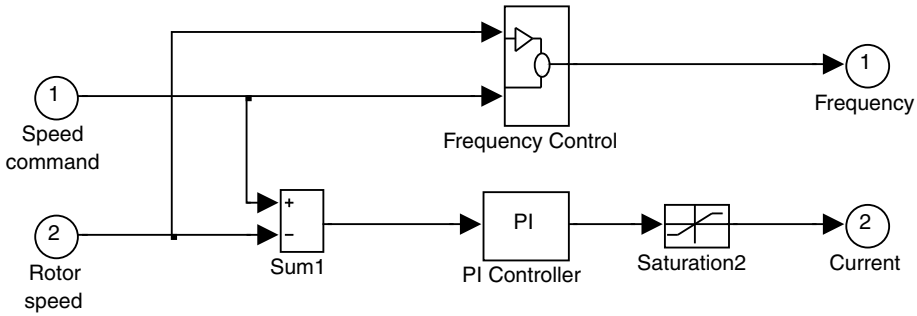 1
Speed
command
Frequency Control
1
Frequency
2
Rotor
speed
+
−
Sum1
PI
PI Controller
Saturation2
2
Current